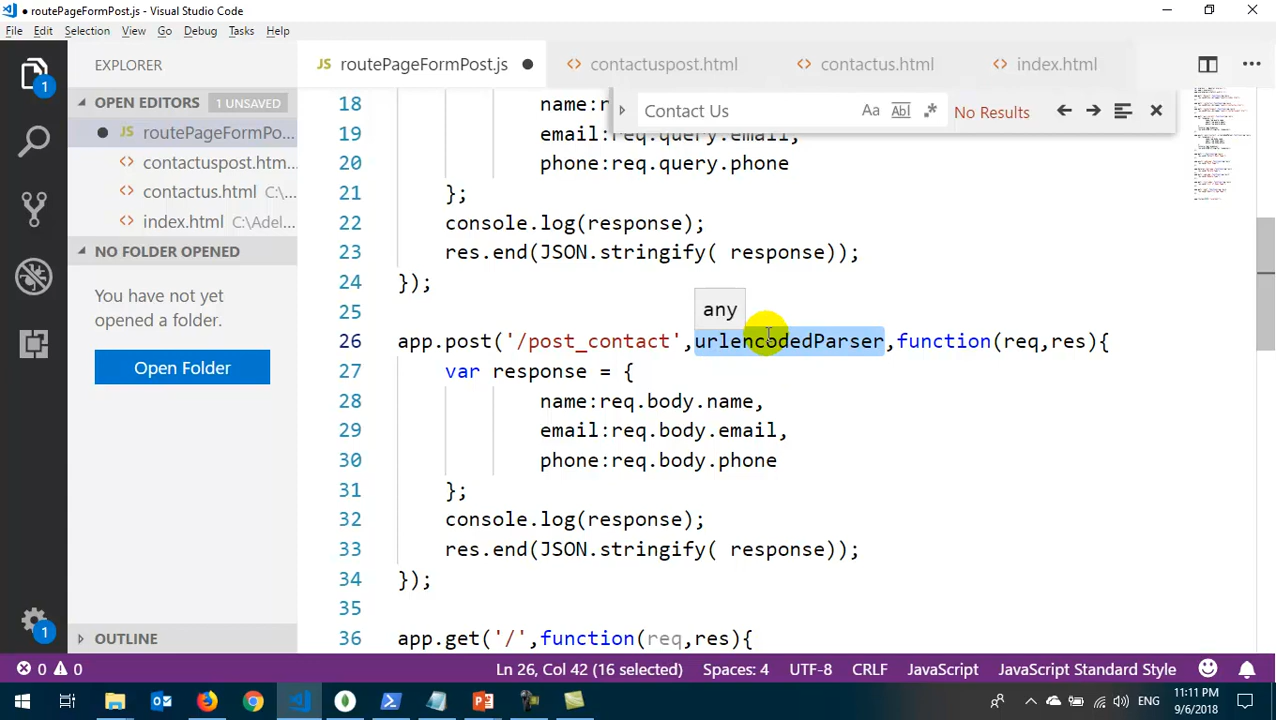 routePageFormPost.js - Visual Studio Code
File Edit Selection View Go Debug Tasks Help
EXPLORER
JS routePageFormPost.js
<> contactuspost.html
<> contactus.html
<> index.html
OPEN EDITORS 1 UNSAVED
JS routePageFormPo...
<> contactuspost.htm...
<> contactus.html C:\...
<> index.html C:\Adel...
NO FOLDER OPENED
You have not yet
opened a folder.
Open Folder
OUTLINE
1
1
Contact Us Aa Abl .* No Results
18 name:r
19 email:req.query.email,
20 phone:req.query.phone
21 };
22 console.log(response);
23 res.end(JSON.stringify( response));
24 });
25
any
26 app.post('/post_contact',urlencodedParser,function(req,res){
27 var response = {
28 name:req.body.name,
29 email:req.body.email,
30 phone:req.body.phone
31 };
32 console.log(response);
33 res.end(JSON.stringify( response));
34 });
35
36 app.get('/',function(req,res){
0 0 Ln 26, Col 42 (16 selected) Spaces: 4 UTF-8 CRLF JavaScript JavaScript Standard Style
ENG
11:11 PM
9/6/2018